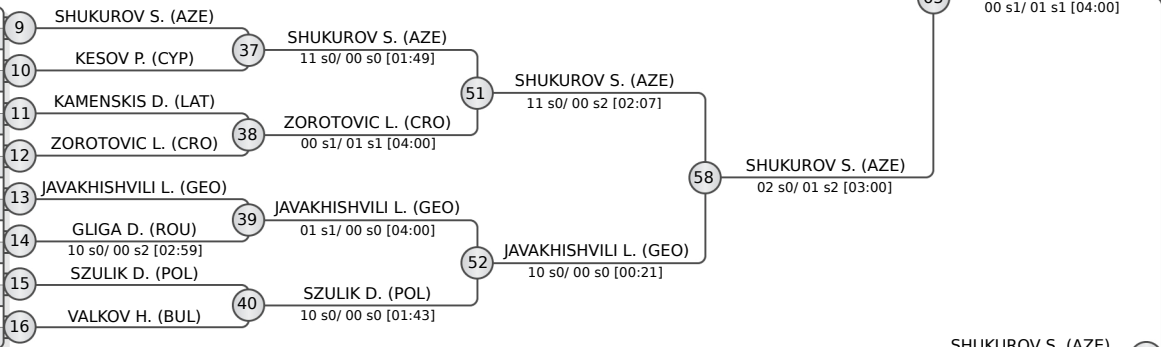 00 s1/ 01 s1 [04:00]
9
SHUKUROV S. (AZE)
10
KESOV P. (CYP)
37
SHUKUROV S. (AZE)
11 s0/ 00 s0 [01:49]
11
KAMENSKIS D. (LAT)
12
ZOROTOVIC L. (CRO)
38
ZOROTOVIC L. (CRO)
00 s1/ 01 s1 [04:00]
51
SHUKUROV S. (AZE)
11 s0/ 00 s2 [02:07]
13
JAVAKHISHVILI L. (GEO)
14
GLIGA D. (ROU)
10 s0/ 00 s2 [02:59]
39
JAVAKHISHVILI L. (GEO)
01 s1/ 00 s0 [04:00]
15
SZULIK D. (POL)
16
VALKOV H. (BUL)
40
SZULIK D. (POL)
10 s0/ 00 s0 [01:43]
52
JAVAKHISHVILI L. (GEO)
10 s0/ 00 s0 [00:21]
58
SHUKUROV S. (AZE)
02 s0/ 01 s2 [03:00]
SHUKUROV S. (AZE)